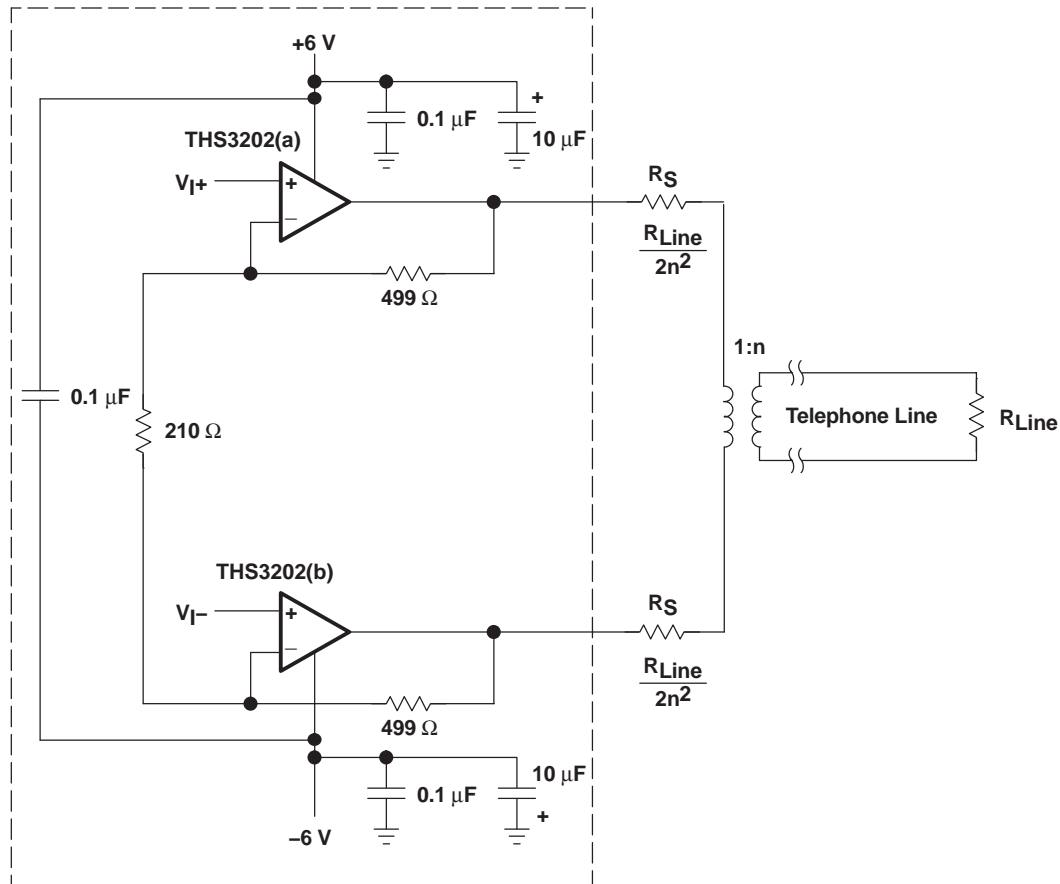 +6 V
+
0.1 μF
10 μF
THS3202(a)
VI+
+
−
499 Ω
RS
RLine
2n2
1:n
0.1 μF
210 Ω
Telephone Line
RLine
THS3202(b)
VI−
+
−
499 Ω
RS
RLine
2n2
10 μF
0.1 μF
+
−6 V